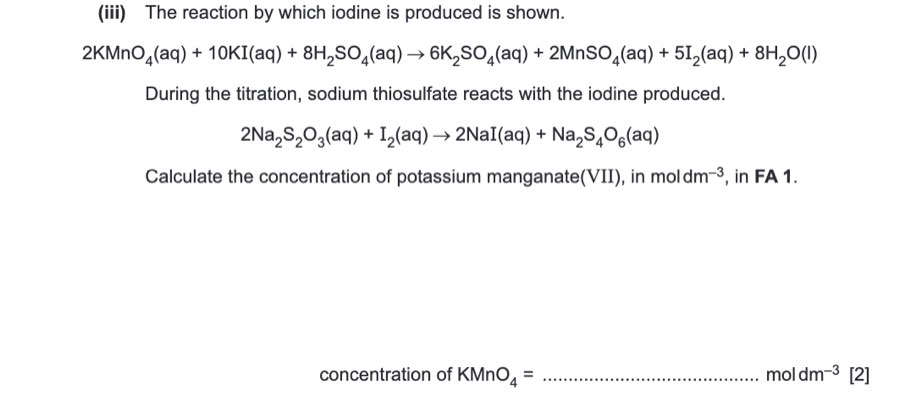 (iii) The reaction by which iodine is produced is shown.
2KMnO₄(aq) + 10KI(aq) + 8H₂SO₄(aq) → 6K₂SO₄(aq) + 2MnSO₄(aq) + 5I₂(aq) + 8H₂O(l)
During the titration, sodium thiosulfate reacts with the iodine produced.
2Na₂S₂O₃(aq) + I₂(aq) → 2NaI(aq) + Na₂S₄O₆(aq)
Calculate the concentration of potassium manganate(VII), in mol dm⁻³, in FA 1.
concentration of KMnO₄ = .......................................... mol dm⁻³ [2]